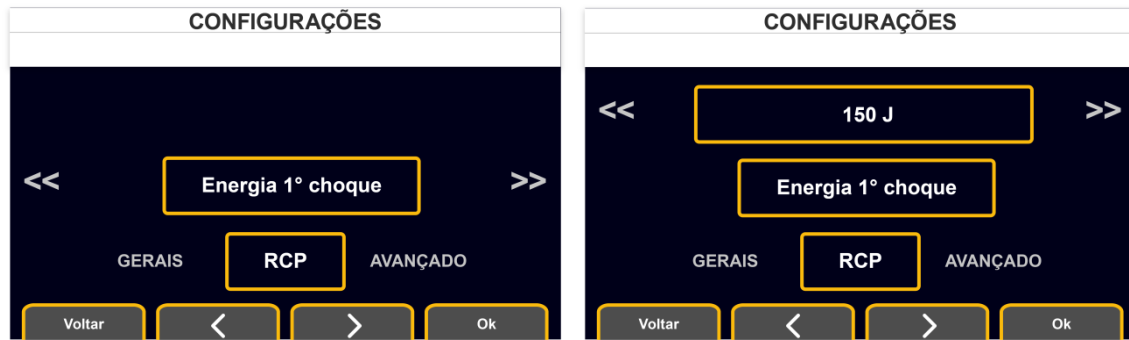 CONFIGURAÇÕES
<< Energia 1° choque >>
GERAIS RCP AVANÇADO
Voltar < > Ok
CONFIGURAÇÕES
<< 150 J >>
Energia 1° choque
GERAIS RCP AVANÇADO
Voltar < > Ok